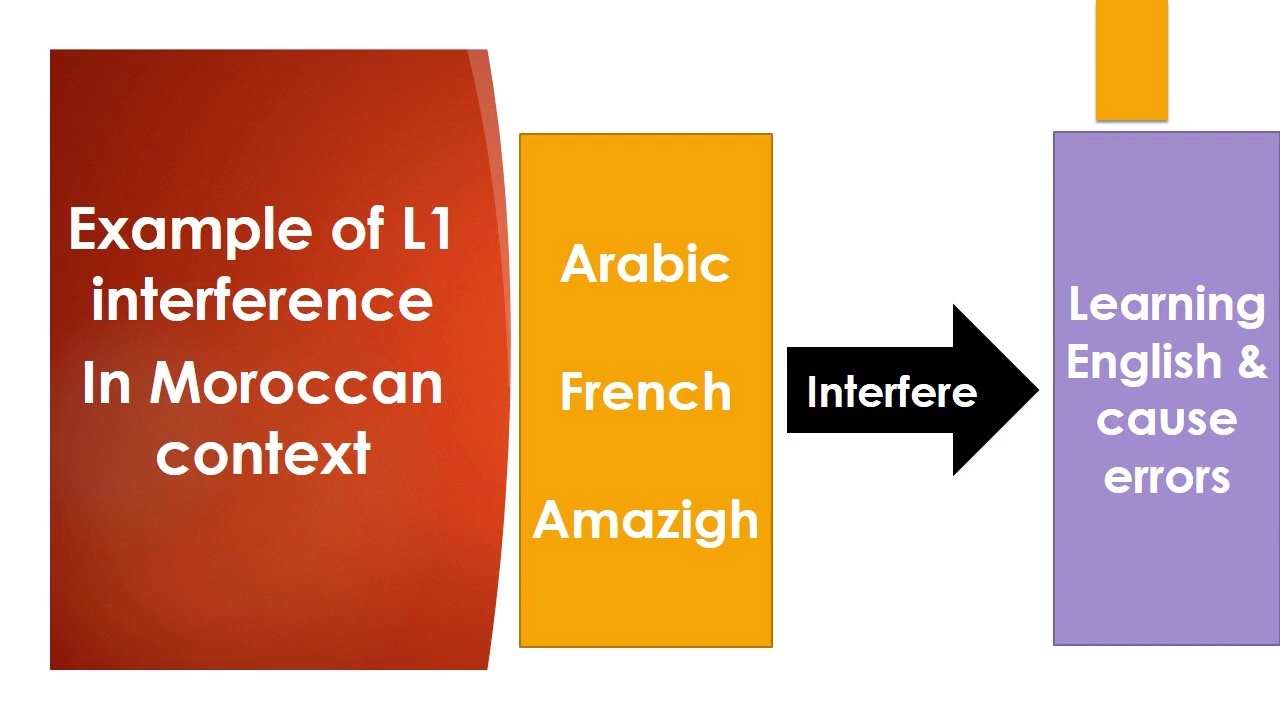 Example of L1
interference
In Moroccan
context
Arabic
French
Amazigh
Interfere
Learning
English &
cause
errors